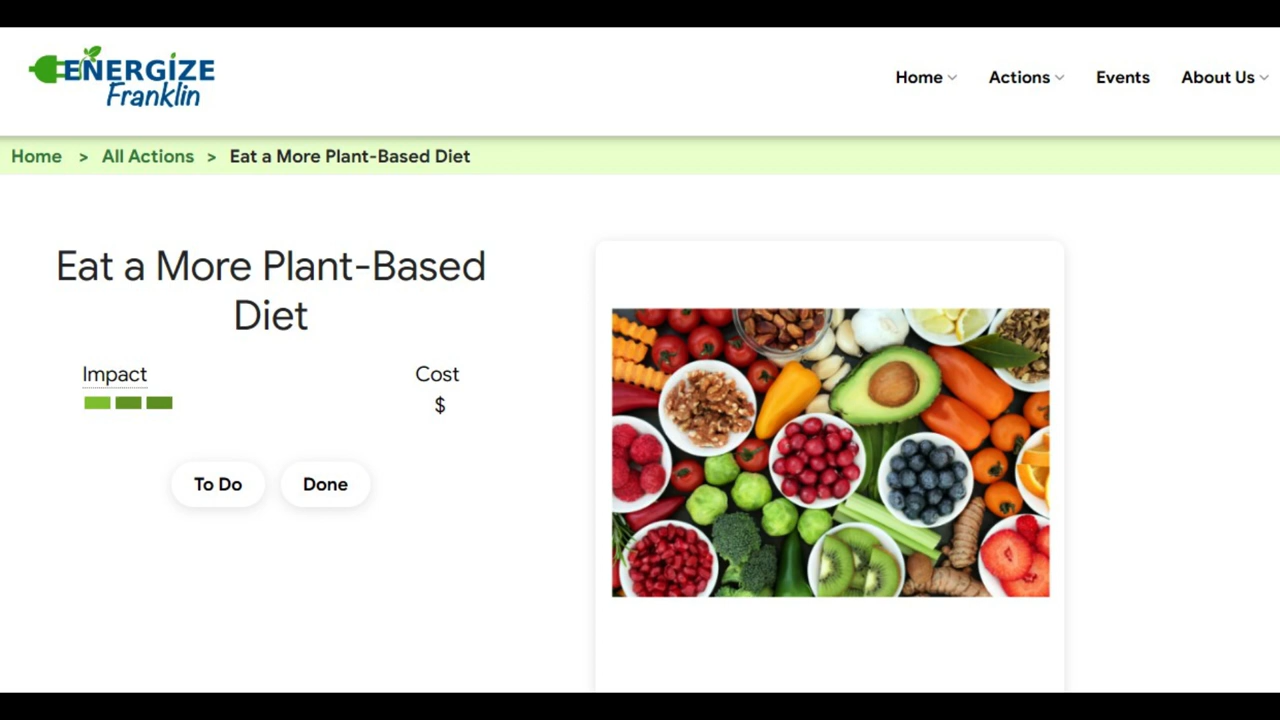 ENERGIZE
Franklin
Home Actions Events About Us
Home > All Actions > Eat a More Plant-Based Diet
Eat a More Plant-Based
Diet
Impact Cost
$
To Do Done